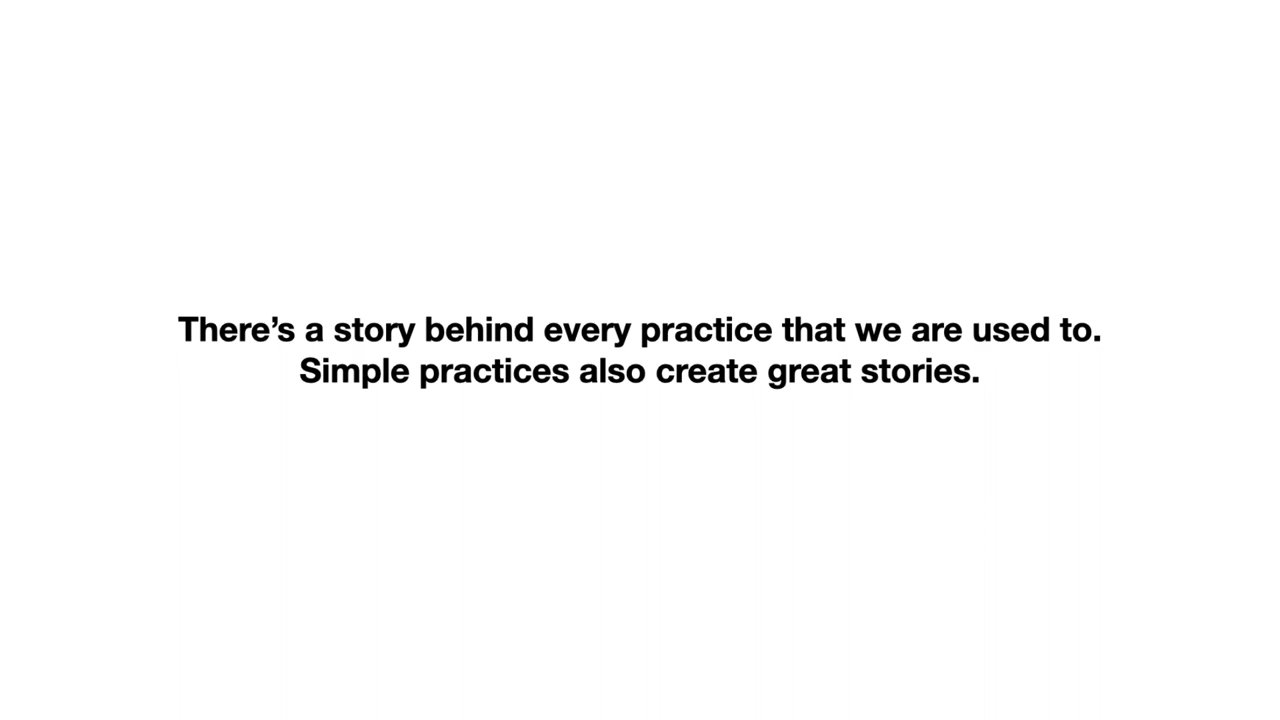 There’s a story behind every practice that we are used to.
Simple practices also create great stories.